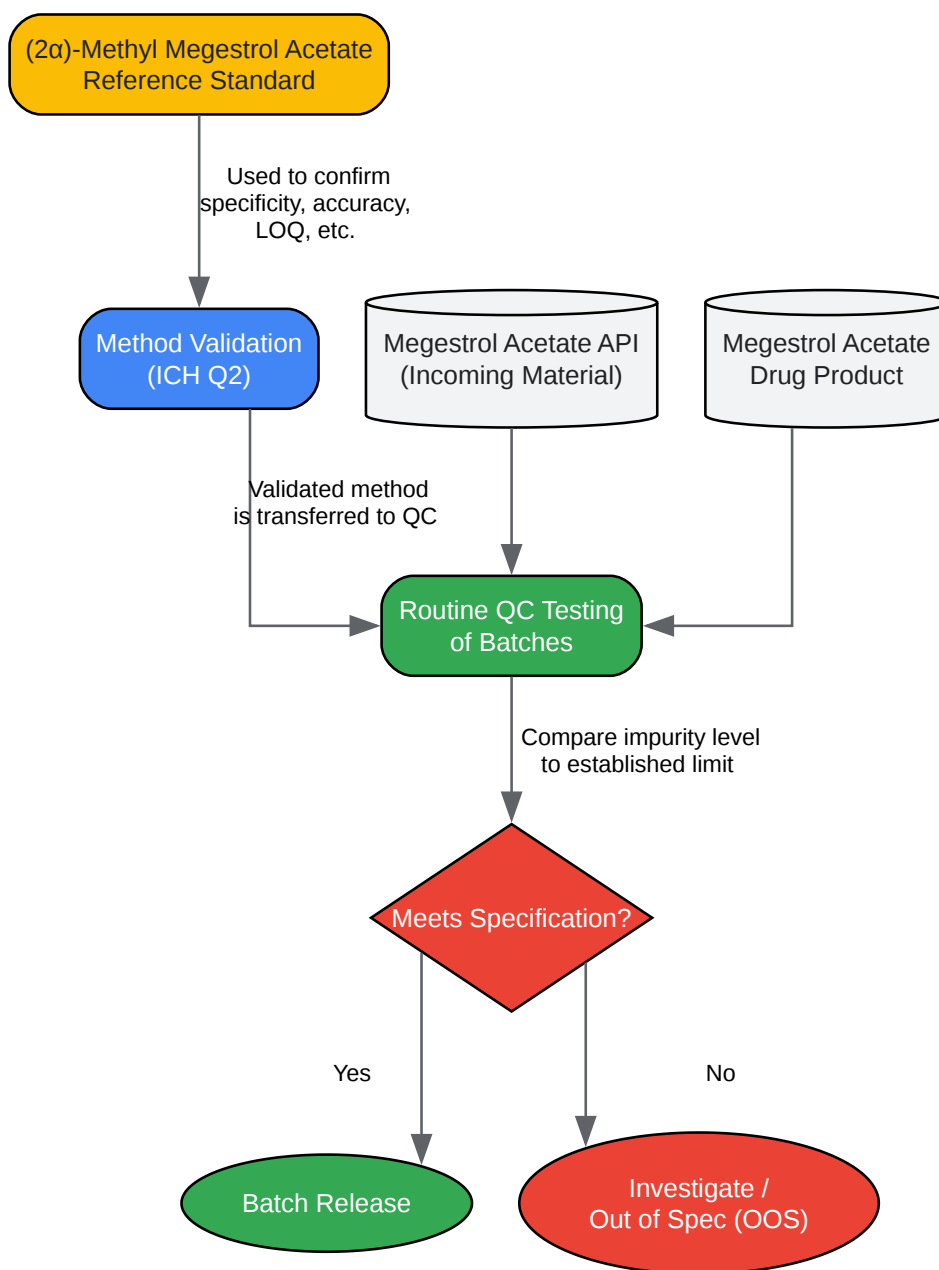 (2α)-Methyl Megestrol Acetate
Reference Standard
Used to confirm
specificity, accuracy,
LOQ, etc.
Method Validation
(ICH Q2)
Megestrol Acetate API
(Incoming Material)
Megestrol Acetate
Drug Product
Validated method
is transferred to QC
Routine QC Testing
of Batches
Compare impurity level
to established limit
Meets Specification?
Yes
No
Batch Release
Investigate /
Out of Spec (OOS)